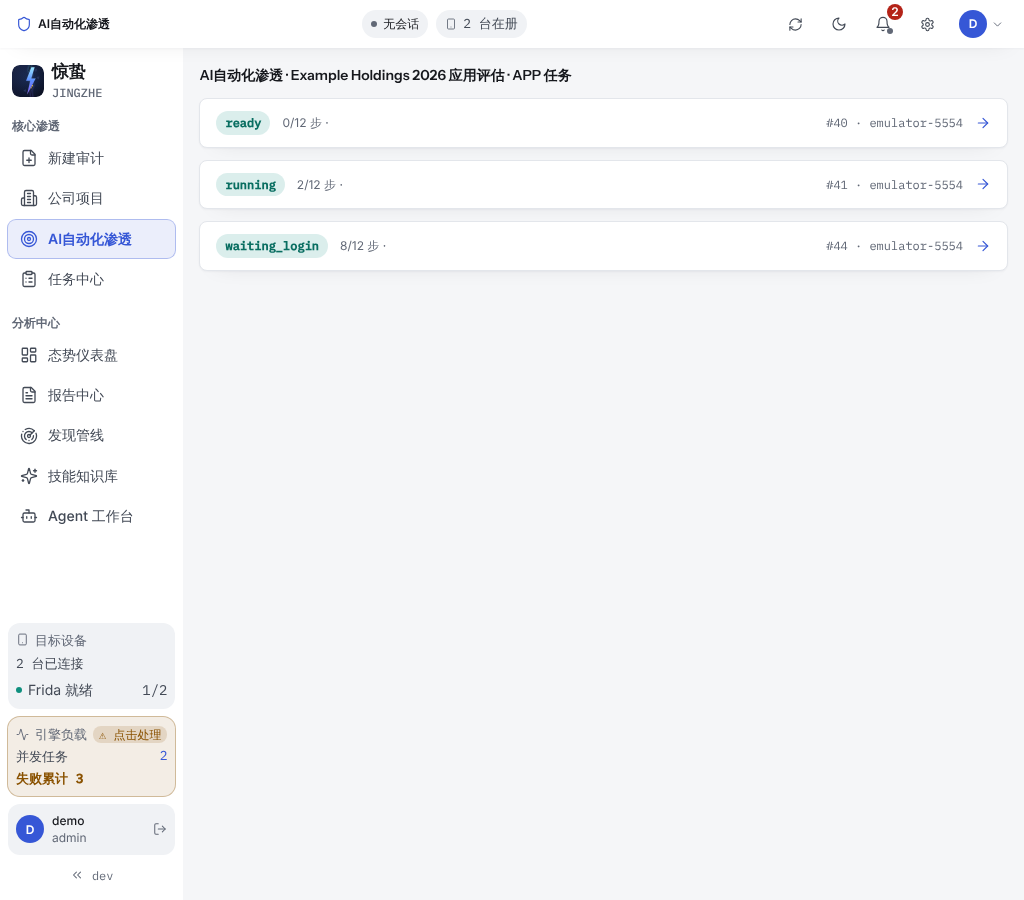 AI自动化渗透
无会话
2 台在册
2
D
惊蛰
JINGZHE
核心渗透
新建审计
公司项目
AI自动化渗透
任务中心
分析中心
态势仪表盘
报告中心
发现管线
技能知识库
Agent 工作台
目标设备
2 台已连接
Frida 就绪 1/2
引擎负载 ⚠ 点击处理
并发任务 2
失败累计 3
D
demo
admin
dev
AI自动化渗透 · Example Holdings 2026 应用评估 · APP 任务
ready 0/12 步 · #40 · emulator-5554
running 2/12 步 · #41 · emulator-5554
waiting_login 8/12 步 · #44 · emulator-5554